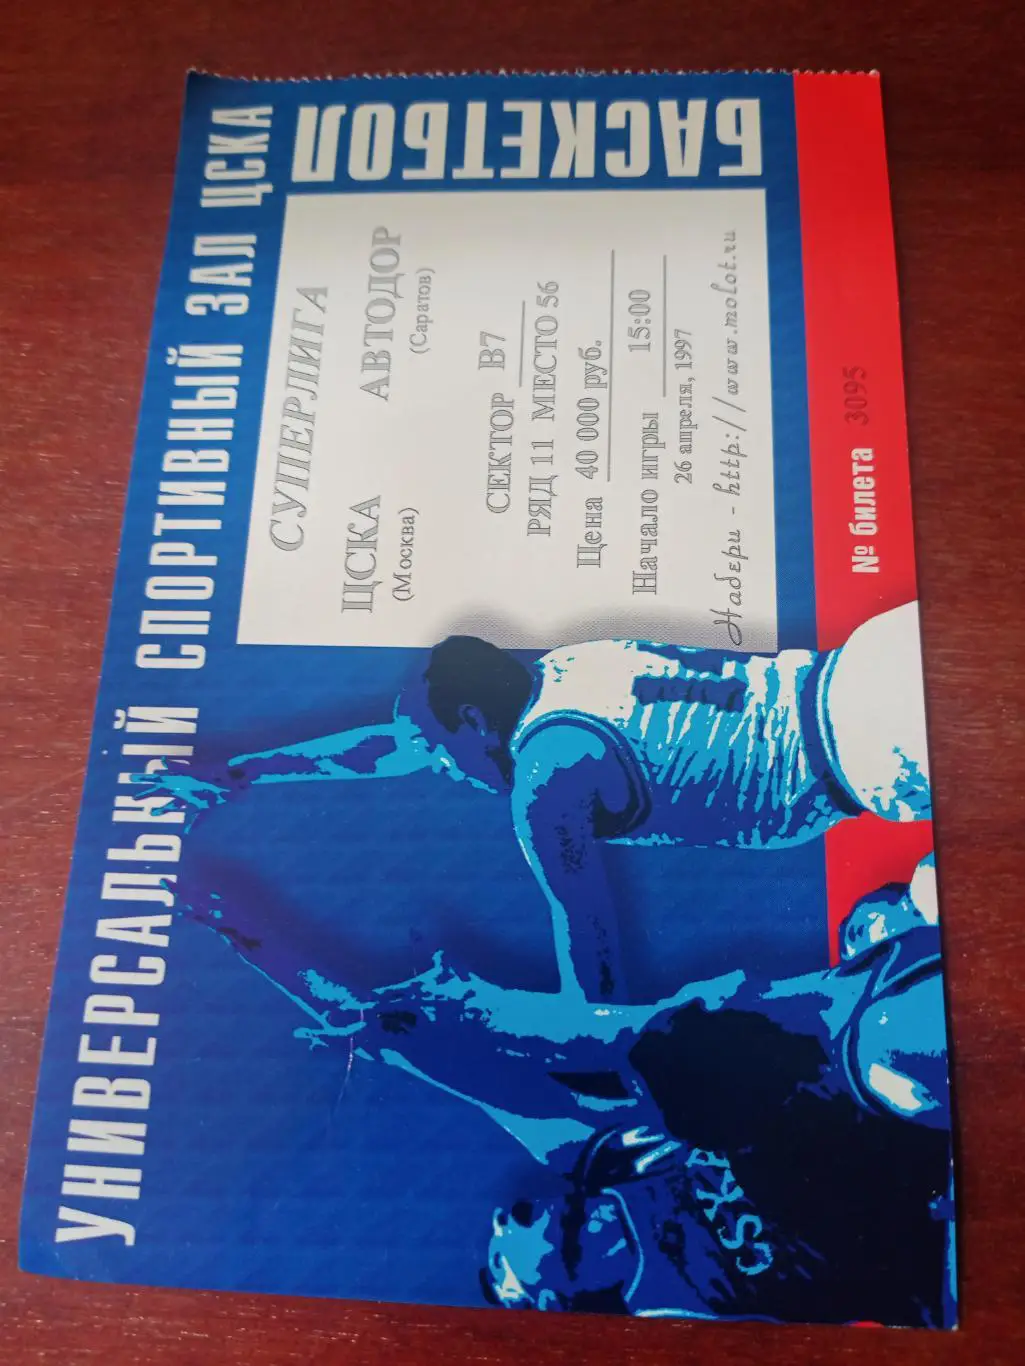 УНИВЕРСАЛЬНЫЙ СПОРТИВНЫЙ ЗАЛ ЦСКА
БАСКЕТБОЛ
СУПЕРЛИГА
ЦСКА АВТОДОР
(Москва) (Саратов)
СЕКТОР В7
РЯД 11 МЕСТО 56
Цена 40 000 руб.
Начало игры 15:00
26 апреля, 1997
Набери - http://www.molot.ru
№ билета 3095